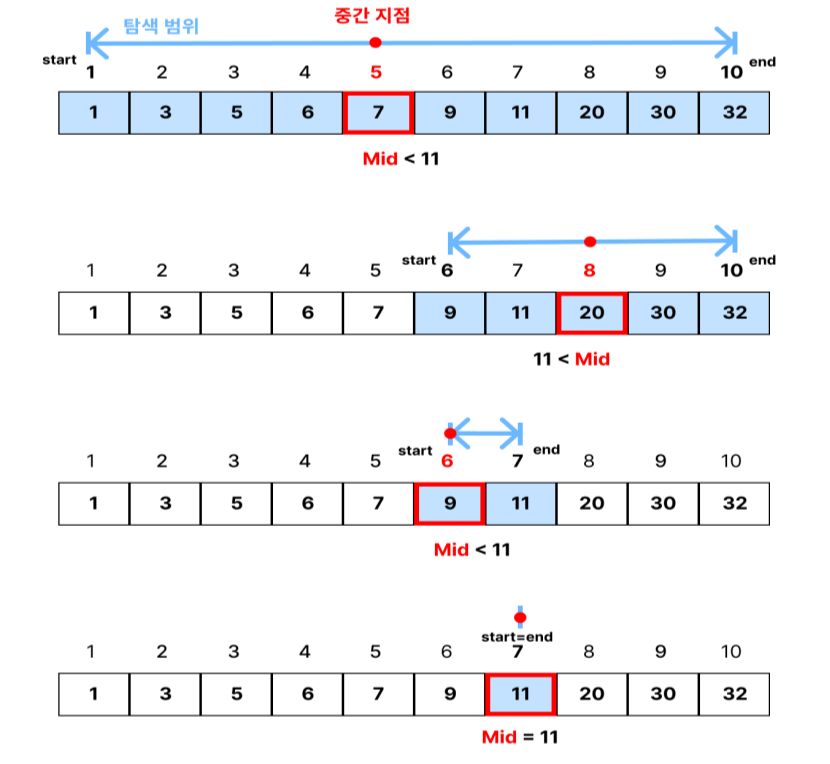 탐색 범위 중간 지점
start end
1 2 3 4 5 6 7 8 9 10
1 3 5 6 7 9 11 20 30 32
Mid < 11
start end
1 2 3 4 5 6 7 8 9 10
1 3 5 6 7 9 11 20 30 32
11 < Mid
start end
1 2 3 4 5 6 7 8 9 10
1 3 5 6 7 9 11 20 30 32
Mid < 11
start=end
1 2 3 4 5 6 7 8 9 10
1 3 5 6 7 9 11 20 30 32
Mid = 11